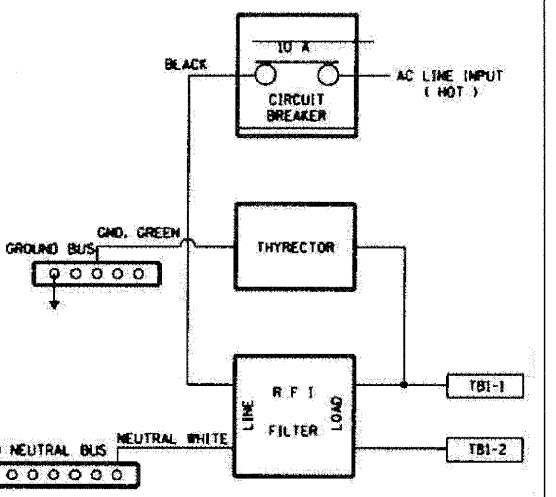 10 A
BLACK
AC LINE INPUT
( HOT )
CIRCUIT
BREAKER
GND. GREEN
GROUND BUS
THYRECTOR
LINE
R F I
FILTER
LOAD
TB1-1
NEUTRAL WHITE
NEUTRAL BUS
TB1-2